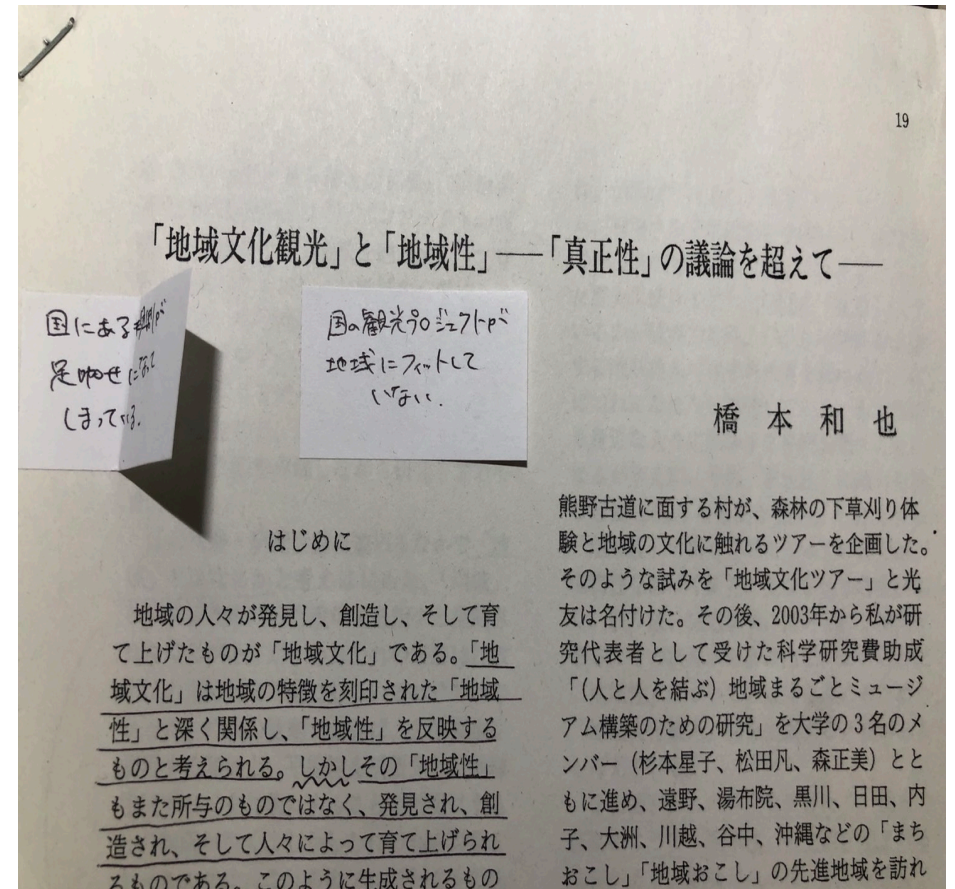 19
「地域文化観光」と「地域性」——「真正性」の議論を超えて——
国にある
足かせになって
しまっている。
国の観光プロジェクトが
地域にフィットして
いない.
橋本和也
はじめに
地域の人々が発見し、創造し、そして育
て上げたものが「地域文化」である。「地
域文化」は地域の特徴を刻印された「地域
性」と深く関係し、「地域性」を反映する
ものと考えられる。しかしその「地域性」
もまた所与のものではなく、発見され、創
造され、そして人々によって育て上げられ
るものである。このように生成されるもの
熊野古道に面する村が、森林の下草刈り体
験と地域の文化に触れるツアーを企画した。
そのような試みを「地域文化ツアー」と光
友は名付けた。その後、2003年から私が研
究代表者として受けた科学研究費助成
「(人と人を結ぶ) 地域まるごとミュージ
アム構築のための研究」を大学の3名のメ
ンバー（杉本星子、松田凡、森正美）とと
もに進め、遠野、湯布院、黒川、日田、内
子、大洲、川越、谷中、沖縄などの「まち
おこし」「地域おこし」の先進地域を訪れ